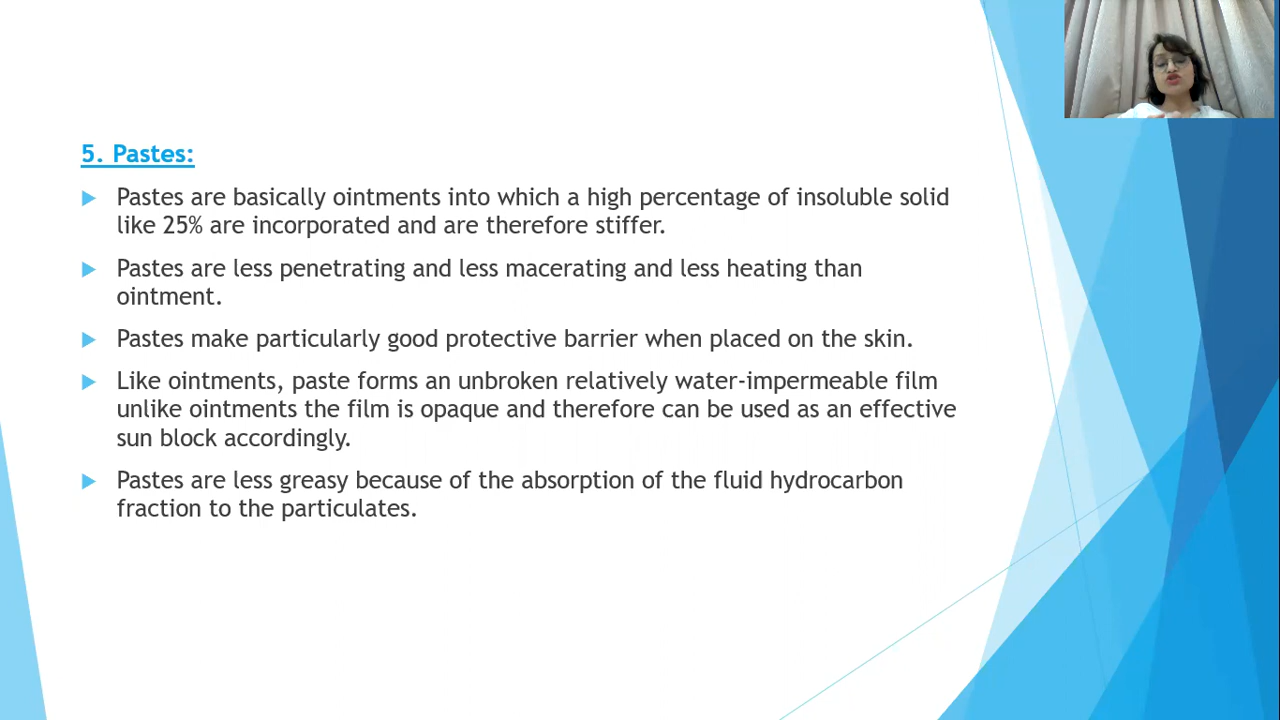 5. Pastes:
Pastes are basically ointments into which a high percentage of insoluble solid
like 25% are incorporated and are therefore stiffer.
Pastes are less penetrating and less macerating and less heating than
ointment.
Pastes make particularly good protective barrier when placed on the skin.
Like ointments, paste forms an unbroken relatively water-impermeable film
unlike ointments the film is opaque and therefore can be used as an effective
sun block accordingly.
Pastes are less greasy because of the absorption of the fluid hydrocarbon
fraction to the particulates.